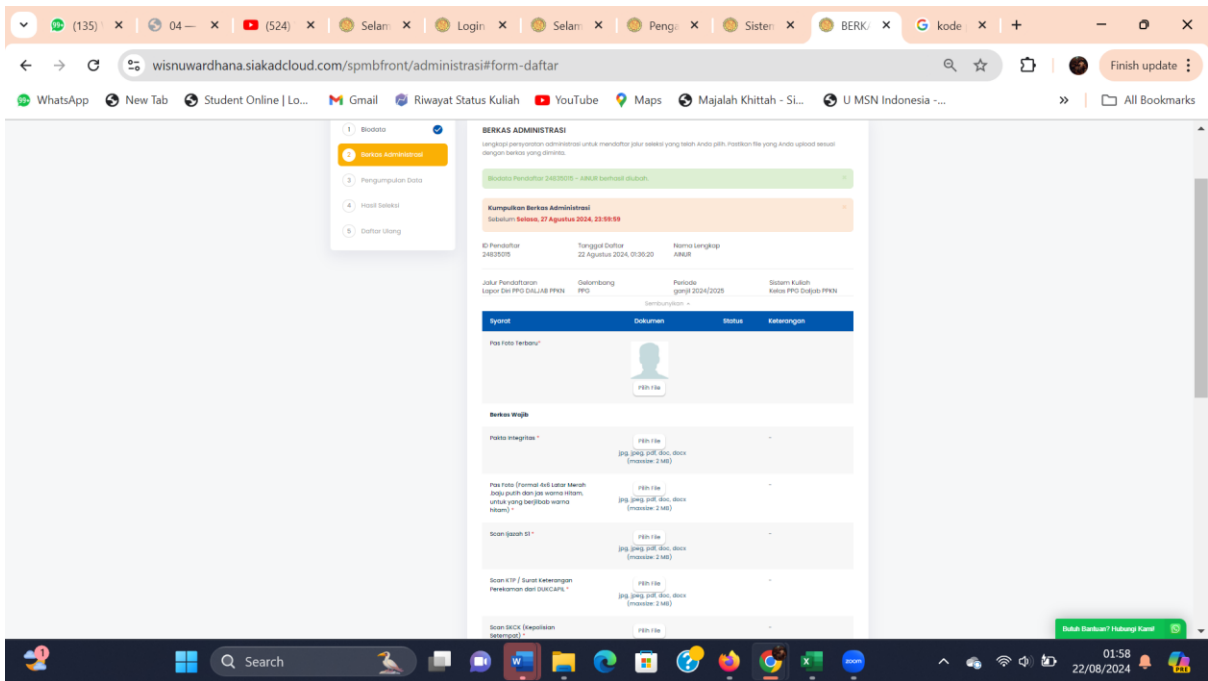 (135)
04 —
(524)
Selam
Login
Selam
Penga
Sistem
BERKA
kode
Finish update
wisnuwardhana.siakadcloud.com/spmbfront/administrasi#form-daftar
WhatsApp
New Tab
Student Online | Lo...
Gmail
Riwayat Status Kuliah
YouTube
Maps
Majalah Khittah - Si...
U MSN Indonesia -...
All Bookmarks
1 Biodata
2 Berkas Administrasi
3 Pengumpulan Data
4 Hasil Seleksi
5 Daftar Ulang
BERKAS ADMINISTRASI
Lengkapi persyaratan administrasi untuk mendaftar jalur seleksi yang telah Anda pilih. Pastikan file yang Anda upload sesuai
dengan berkas yang diminta.
Biodata Pendaftar 24635015 - AINUR berhasil diubah.
Kumpulkan Berkas Administrasi
Sebelum Selasa, 27 Agustus 2024, 23:59:59
ID Pendaftar Tanggal Daftar Nama Lengkap
24635015 22 Agustus 2024, 01:36:20 AINUR
Jalur Pendaftaran Gelombang Periode Sistem Kuliah
Lapor Diri PPG DALJAB PPKN PPG ganjil 2024/2025 Kelas PPG Daljab PPKN
Sembunyikan
Syarat Dokumen Status Keterangan
Pas Foto Terbaru*
Pilih File
Berkas Wajib
Pakta Integritas *
Pilih File
-
jpg, jpeg, pdf, doc, docx
(maxsize: 2 MB)
Pas Foto (Formal 4x6 Latar Merah
,baju putih dan jas warna Hitam,
untuk yang berjilbab warna
hitam) *
Pilih File
-
jpg, jpeg, pdf, doc, docx
(maxsize: 2 MB)
Scan Ijazah S1 *
Pilih File
-
jpg, jpeg, pdf, doc, docx
(maxsize: 2 MB)
Scan KTP / Surat Keterangan
Perekaman dari DUKCAPIL *
Pilih File
-
jpg, jpeg, pdf, doc, docx
(maxsize: 2 MB)
Scan SKCK (Kepolisian
Setempat) *
Pilih File
-
Butuh Bantuan? Hubungi Kami!
Search
zoom
01:58
22/08/2024
PRE